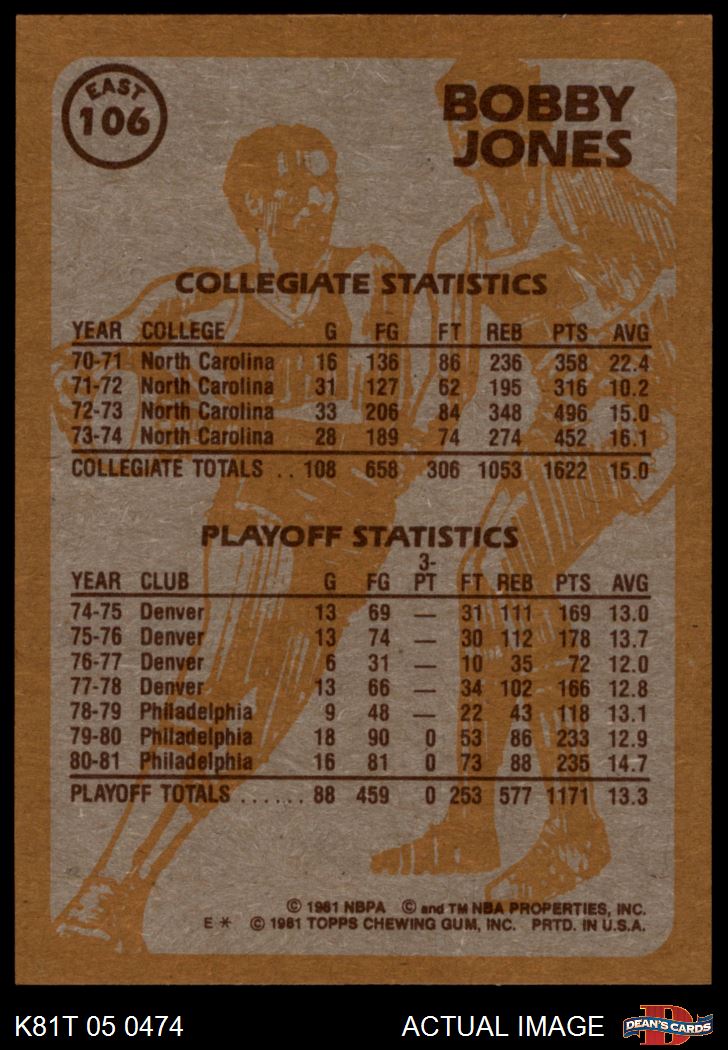 EAST
106
BOBBY
JONES
COLLEGIATE STATISTICS
YEAR COLLEGE G FG FT REB PTS AVG
70-71 North Carolina 16 136 86 236 358 22.4
71-72 North Carolina 31 127 62 195 316 10.2
72-73 North Carolina 33 206 84 348 496 15.0
73-74 North Carolina 28 189 74 274 452 16.1
COLLEGIATE TOTALS .. 108 658 306 1053 1622 15.0
PLAYOFF STATISTICS
YEAR CLUB G FG 3-PT FT REB PTS AVG
74-75 Denver 13 69 — 31 111 169 13.0
75-76 Denver 13 74 — 30 112 178 13.7
76-77 Denver 6 31 — 10 35 72 12.0
77-78 Denver 13 66 — 34 102 166 12.8
78-79 Philadelphia 9 48 — 22 43 118 13.1
79-80 Philadelphia 18 90 0 53 86 233 12.9
80-81 Philadelphia 16 81 0 73 88 235 14.7
PLAYOFF TOTALS ...... 88 459 0 253 577 1171 13.3
© 1981 NBPA © and TM NBA PROPERTIES, INC.
E * © 1981 TOPPS CHEWING GUM, INC. PRTD. IN U.S.A.
K81T 05 0474 ACTUAL IMAGE D DEAN'S CARDS